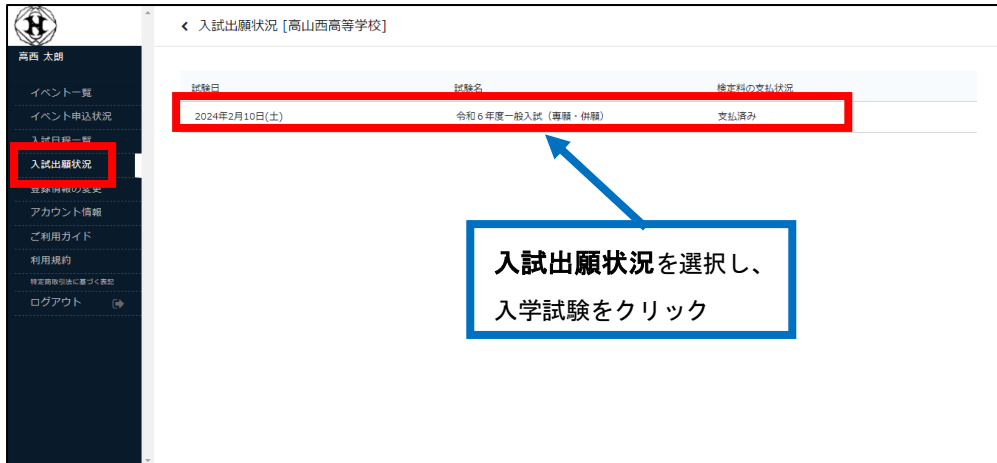 入試出願状況 [高山西高等学校]
高西 太朗
イベント一覧
イベント申込状況
入試日程一覧
入試出願状況
登録情報の変更
アカウント情報
ご利用ガイド
利用規約
特定商取引法に基づく表記
ログアウト
試験日 試験名 検定料の支払状況
2024年2月10日(土) 令和6年度一般入試(専願・併願) 支払済み
入試出願状況を選択し、
入学試験をクリック